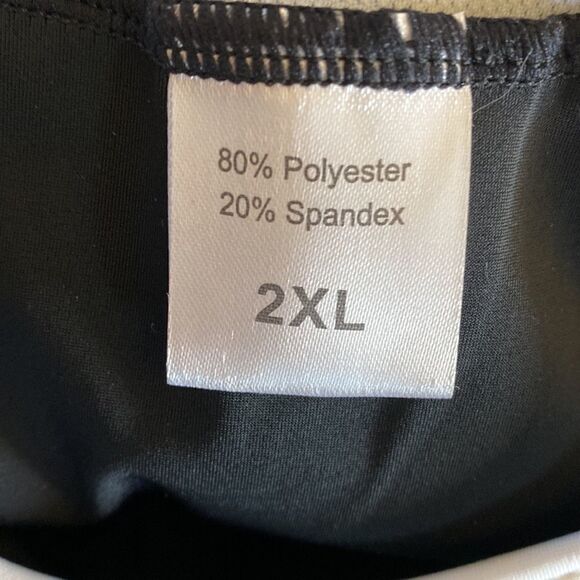 80% Polyester
20% Spandex
2XL